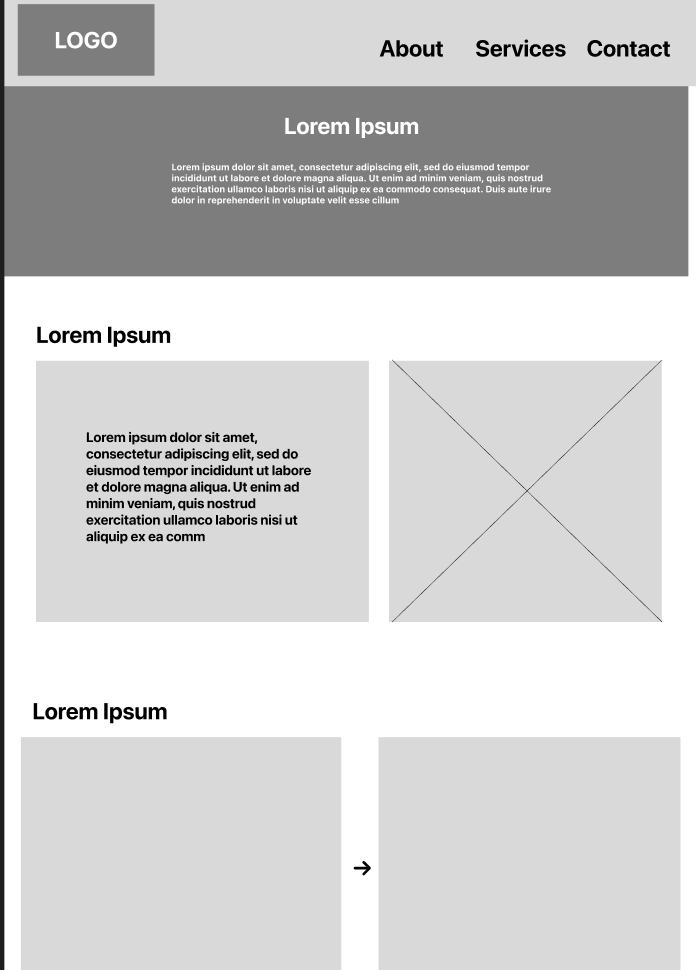 LOGO
About Services Contact
Lorem Ipsum
Lorem ipsum dolor sit amet, consectetur adipiscing elit, sed do eiusmod tempor
incididunt ut labore et dolore magna aliqua. Ut enim ad minim veniam, quis nostrud
exercitation ullamco laboris nisi ut aliquip ex ea commodo consequat. Duis aute irure
dolor in reprehenderit in voluptate velit esse cillum
Lorem Ipsum
Lorem ipsum dolor sit amet,
consectetur adipiscing elit, sed do
eiusmod tempor incididunt ut labore
et dolore magna aliqua. Ut enim ad
minim veniam, quis nostrud
exercitation ullamco laboris nisi ut
aliquip ex ea comm
Lorem Ipsum